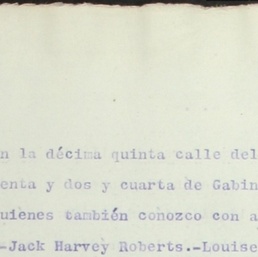 n la décima quinta calle del
enta y dos y cuarta de Gabin
uienes también conozco con a
-Jack Harvey Roberts.-Louise